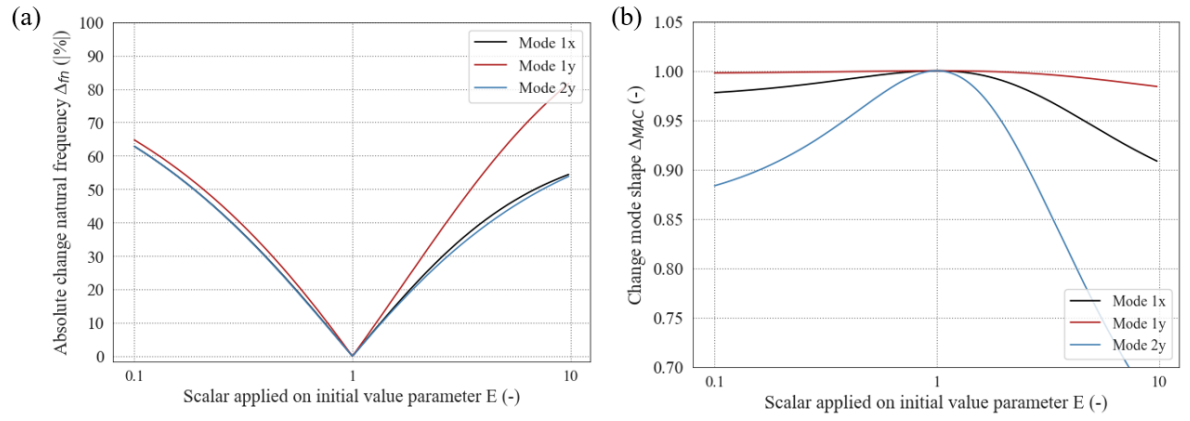 (a)
Absolute change natural frequency Δfn (|%|)
100
90
80
70
60
50
40
30
20
10
0
Mode 1x
Mode 1y
Mode 2y
0.1
1
10
Scalar applied on initial value parameter E (-)
(b)
Change mode shape ΔMAC (-)
1.05
1.00
0.95
0.90
0.85
0.80
0.75
0.70
Mode 1x
Mode 1y
Mode 2y
0.1
1
10
Scalar applied on initial value parameter E (-)